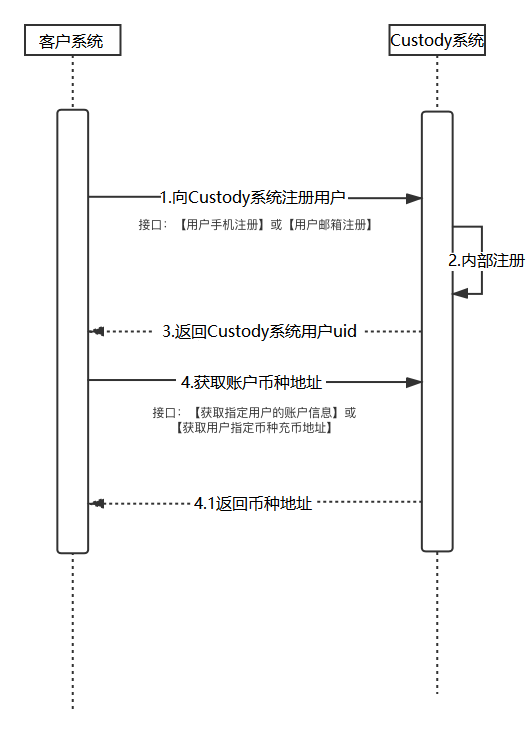 客户系统
Custody系统
1.向Custody系统注册用户
接口：【用户手机注册】或【用户邮箱注册】
2.内部注册
3.返回Custody系统用户uid
4.获取账户币种地址
接口：【获取指定用户的账户信息】或
【获取用户指定币种充币地址】
4.1返回币种地址